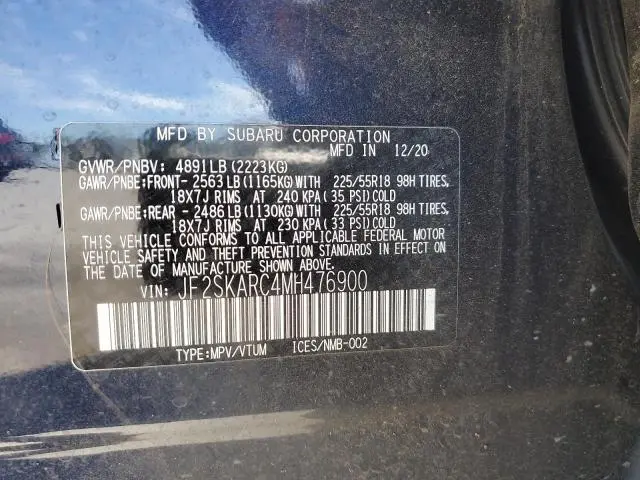 MFD BY SUBARU CORPORATION
MFD IN 12/20
GVWR/PNBV: 4891LB(2223KG)
GAWR/PNBE;FRONT-2563LB(1165KG)WITH 225/55R18 98H TIRES,
18X7J RIMS AT 240 KPA(35 PSI)COLD
GAWR/PNBE;REAR -2486LB(1130KG)WITH 225/55R18 98H TIRES,
18X7J RIMS AT 230 KPA(33 PSI)COLD
THIS VEHICLE CONFORMS TO ALL APPLICABLE FEDERAL MOTOR
VEHICLE SAFETY AND THEFT PREVENTION STANDARDS IN EFFECT ON
THE DATE OF MANUFACTURE SHOWN ABOVE.
VIN: JF2SKARC4MH476900
TYPE:MPV/VTUM ICES/NMB-002